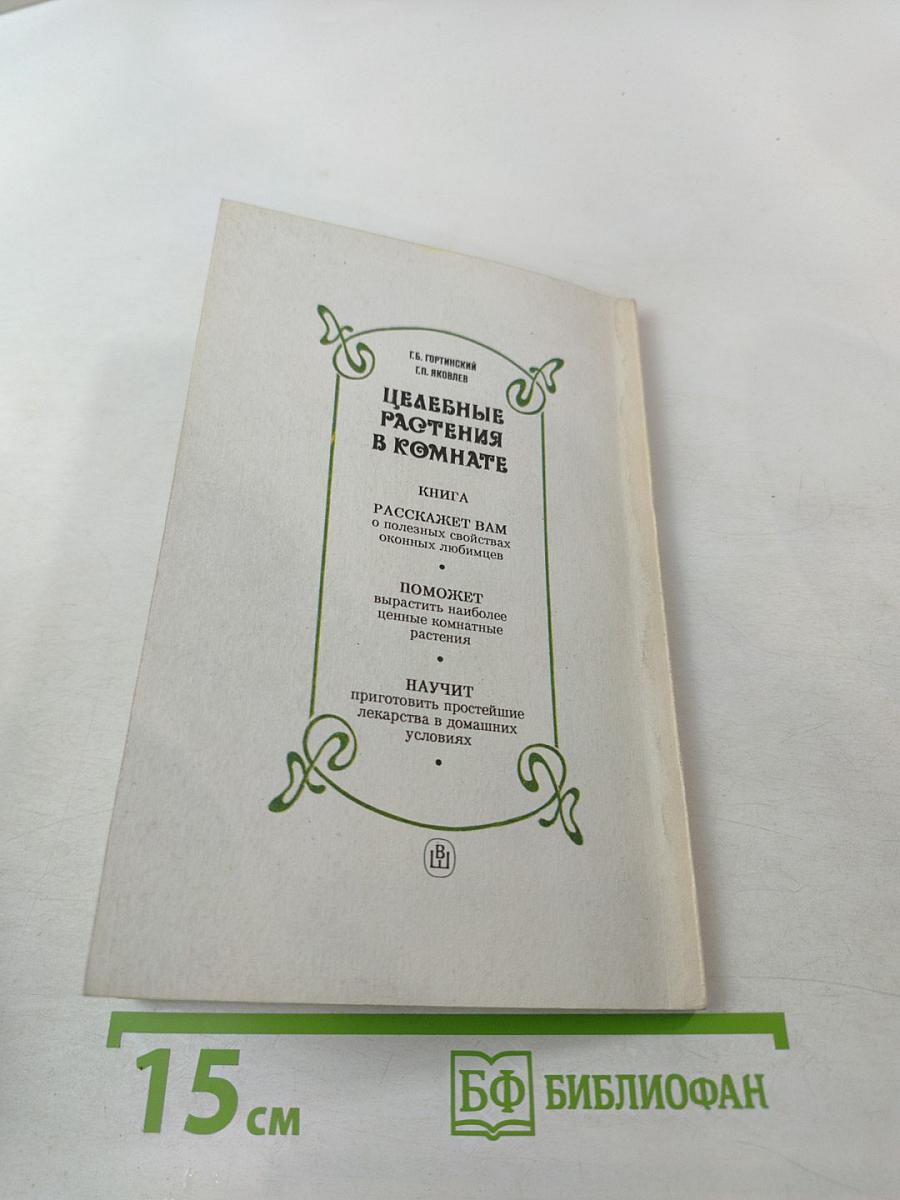 Г.Б. ГОРТИНСКИЙ
Г.П. ЯКОВЛЕВ
ЦЕЛЕБНЫЕ
РАСТЕНИЯ
В КОМНАТЕ
КНИГА
РАССКАЖЕТ ВАМ
о полезных свойствах
оконных любимцев
•
ПОМОЖЕТ
вырастить наиболее
ценные комнатные
растения
•
НАУЧИТ
приготовить простейшие
лекарства в домашних
условиях
•
ВШ
15 см
БФ БИБЛИОФАН